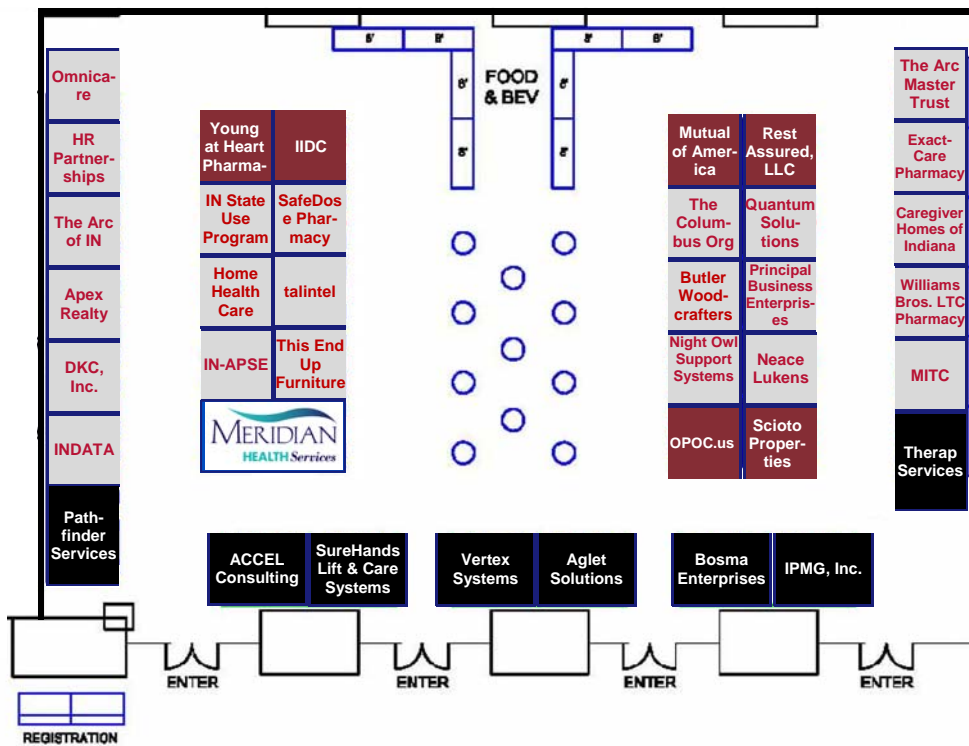 6'
8'
8'
8'
6'
8'
6'
8'
FOOD
& BEV
Omnica-
re
HR
Partner-
ships
The Arc
of IN
Apex
Realty
DKC,
Inc.
INDATA
Path-
finder
Services
Young
at Heart
Pharma-
IIDC
IN State
Use
Program
SafeDos
e Phar-
macy
Home
Health
Care
talintel
IN-APSE
This End
Up
Furniture
MERIDIAN
HEALTH Services
Mutual
of Amer-
ica
Rest
Assured,
LLC
The
Colum-
bus Org
Quantum
Solu-
tions
Butler
Wood-
crafters
Principal
Business
Enterpris-
es
Night Owl
Support
Systems
Neace
Lukens
OPOC.us
Scioto
Proper-
ties
The Arc
Master
Trust
Exact-
Care
Pharmacy
Caregiver
Homes of
Indiana
Williams
Bros. LTC
Pharmacy
MITC
Therap
Services
ACCEL
Consulting
SureHands
Lift & Care
Systems
Vertex
Systems
Aglet
Solutions
Bosma
Enterprises
IPMG, Inc.
ENTER
ENTER
ENTER
ENTER
REGISTRATION